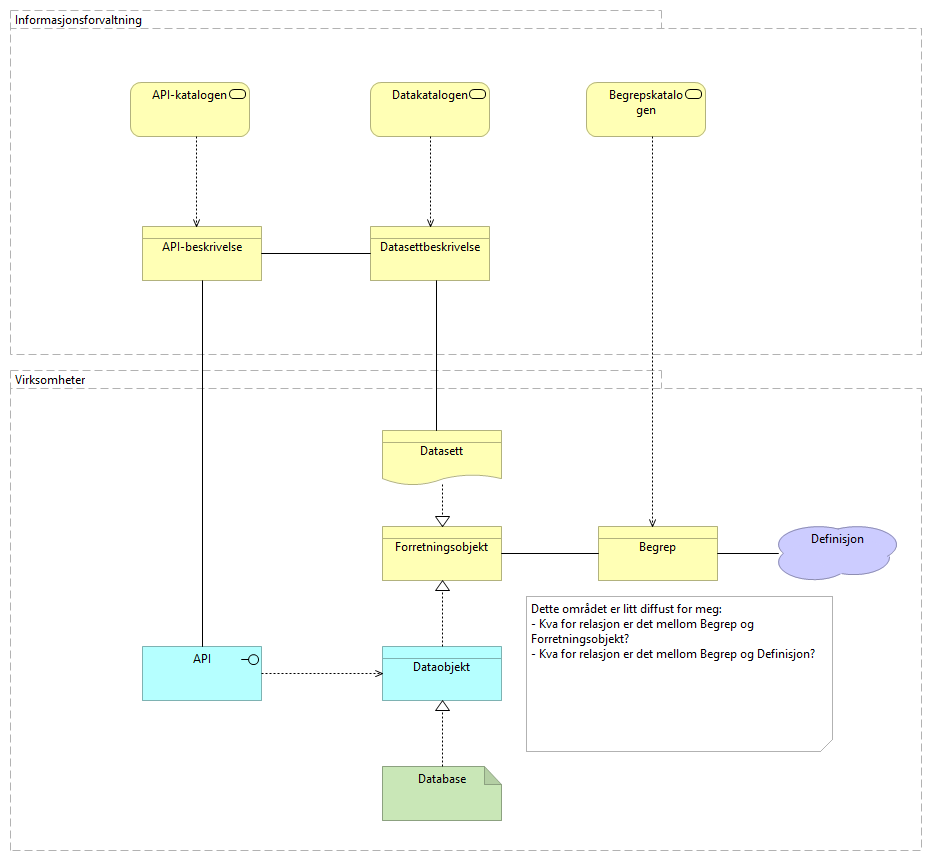 Informasjonsforvaltning
API-katalogen
Datakatalogen
Begrepskatalo
gen
API-beskrivelse
Datasettbeskrivelse
Virksomheter
Datasett
Forretningsobjekt
Begrep
Definisjon
Dette området er litt diffust for meg:
- Kva for relasjon er det mellom Begrep og
Forretningsobjekt?
- Kva for relasjon er det mellom Begrep og Definisjon?
API
Dataobjekt
Database